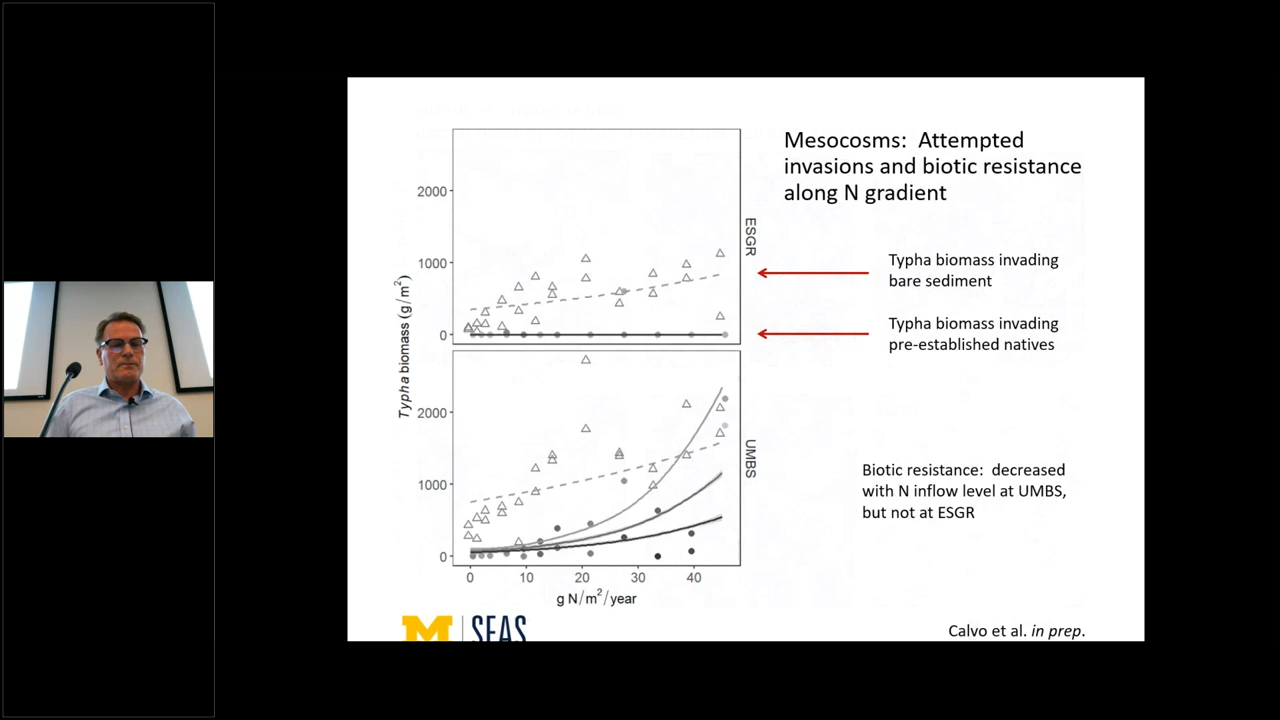 Mesocosms: Attempted
invasions and biotic resistance
along N gradient
2000
1000
0
ESGR
Typha biomass invading
bare sediment
Typha biomass invading
pre-established natives
Typha biomass (g/m²)
2000
1000
0
UMBS
Biotic resistance: decreased
with N inflow level at UMBS,
but not at ESGR
0 10 20 30 40
g N/m²/year
M SEAS
Calvo et al. in prep.